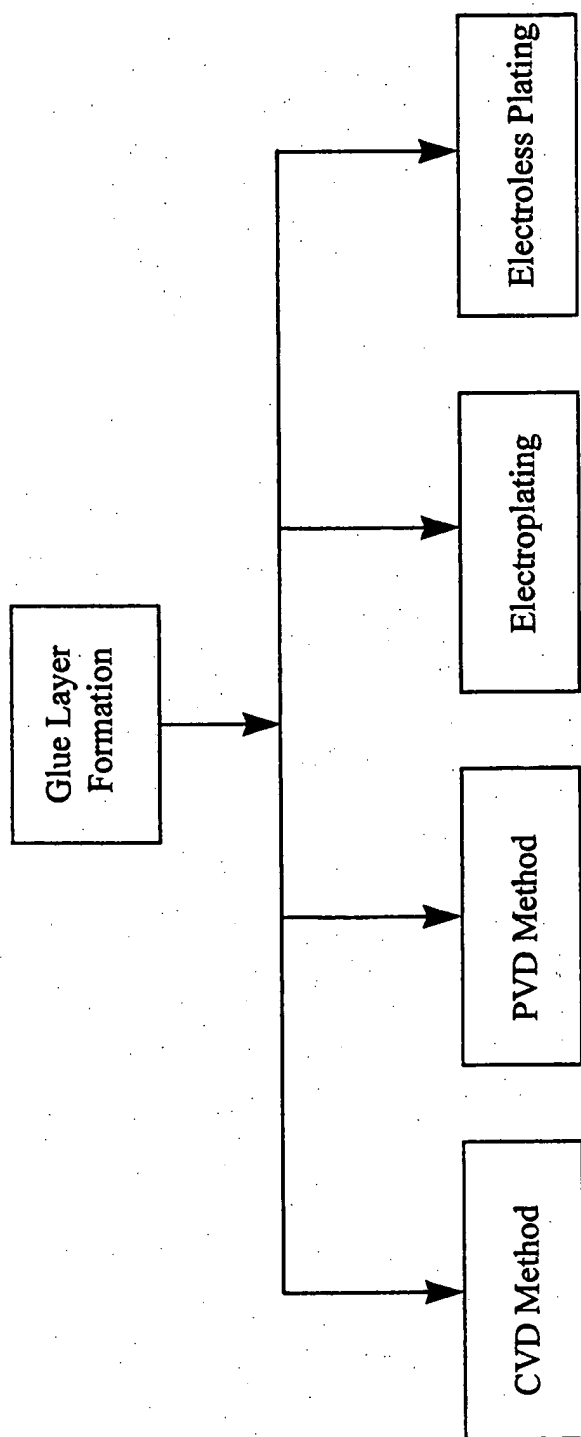 Glue Layer
Formation
CVD Method
PVD Method
Electroplating
Electroless Plating